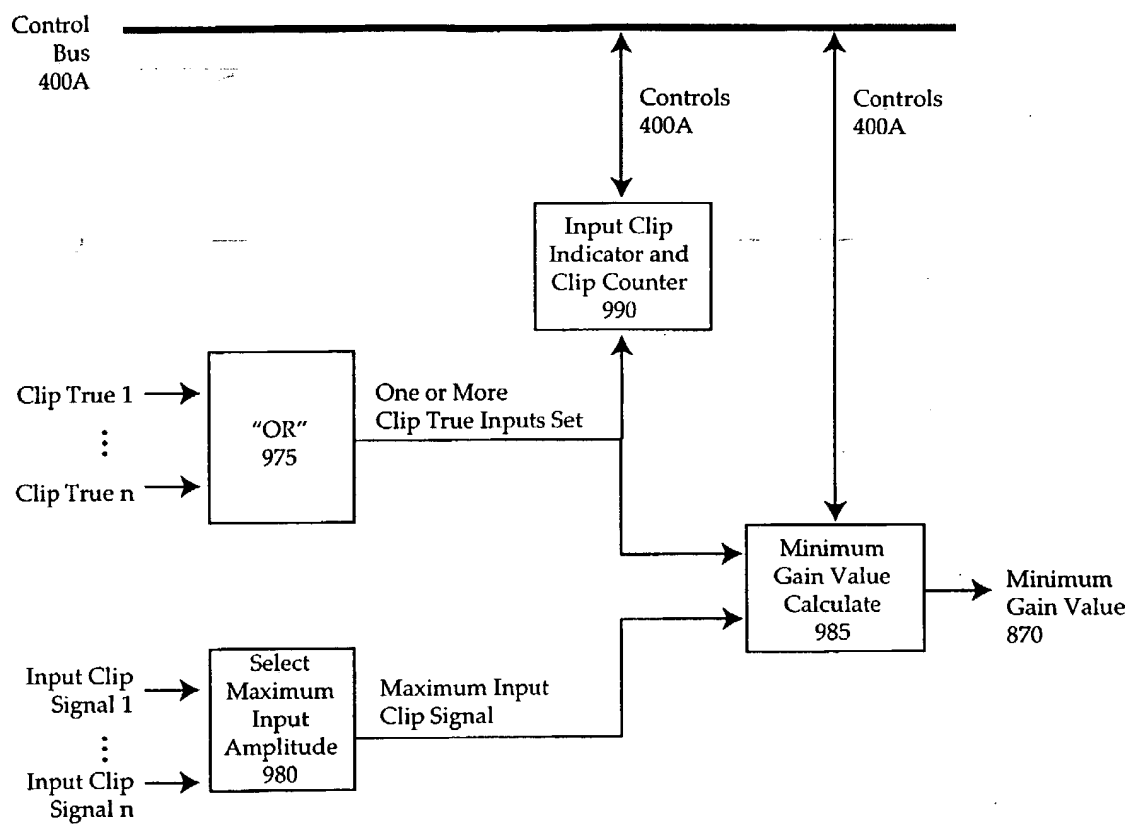 Control
Bus
400A
Controls
400A
Controls
400A
Input Clip
Indicator and
Clip Counter
990
Clip True 1
Clip True n
"OR"
975
One or More
Clip True Inputs Set
Minimum
Gain Value
Calculate
985
Minimum
Gain Value
870
Input Clip
Signal 1
Input Clip
Signal n
Select
Maximum
Input
Amplitude
980
Maximum Input
Clip Signal